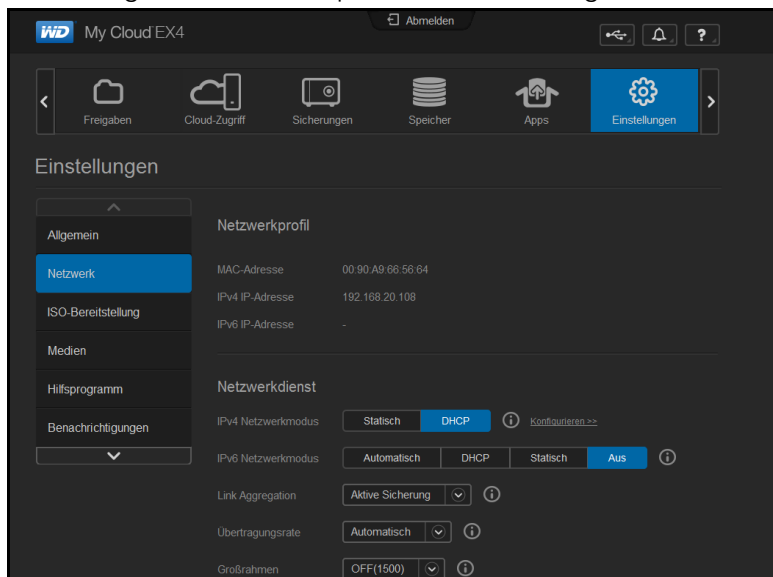 WD My Cloud EX4
Abmelden
?
Freigaben
Cloud-Zugriff
Sicherungen
Speicher
Apps
Einstellungen
Einstellungen
Allgemein
Netzwerk
ISO-Bereitstellung
Medien
Hilfsprogramm
Benachrichtigungen
Netzwerkprofil
MAC-Adresse 00:90:A9:66:56:64
IPv4 IP-Adresse 192.168.20.108
IPv6 IP-Adresse -
Netzwerkdienst
IPv4 Netzwerkmodus Statisch DHCP Konfigurieren >>
IPv6 Netzwerkmodus Automatisch DHCP Statisch Aus
Link Aggregation Aktive Sicherung
Übertragungsrate Automatisch
Großrahmen OFF(1500)